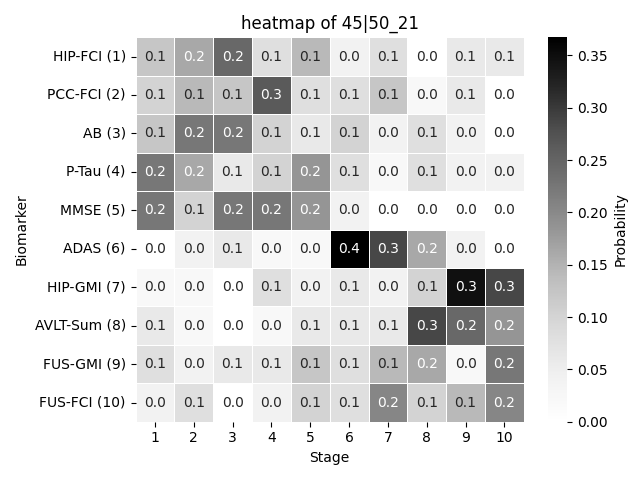 heatmap of 45|50_21
HIP-FCI (1) 0.1 0.2 0.2 0.1 0.1 0.0 0.1 0.0 0.1 0.1
PCC-FCI (2) 0.1 0.1 0.1 0.3 0.1 0.1 0.1 0.0 0.1 0.0
AB (3) 0.1 0.2 0.2 0.1 0.1 0.1 0.0 0.1 0.0 0.0
P-Tau (4) 0.2 0.2 0.1 0.1 0.2 0.1 0.0 0.1 0.0 0.0
MMSE (5) 0.2 0.1 0.2 0.2 0.2 0.0 0.0 0.0 0.0 0.0
ADAS (6) 0.0 0.0 0.1 0.0 0.0 0.4 0.3 0.2 0.0 0.0
HIP-GMI (7) 0.0 0.0 0.0 0.1 0.0 0.1 0.0 0.1 0.3 0.3
AVLT-Sum (8) 0.1 0.0 0.0 0.0 0.1 0.1 0.1 0.3 0.2 0.2
FUS-GMI (9) 0.1 0.0 0.1 0.1 0.1 0.1 0.1 0.2 0.0 0.2
FUS-FCI (10) 0.0 0.1 0.0 0.0 0.1 0.1 0.2 0.1 0.1 0.2
1 2 3 4 5 6 7 8 9 10
Stage
Biomarker
0.35
0.30
0.25
0.20
0.15
0.10
0.05
0.00
Probability